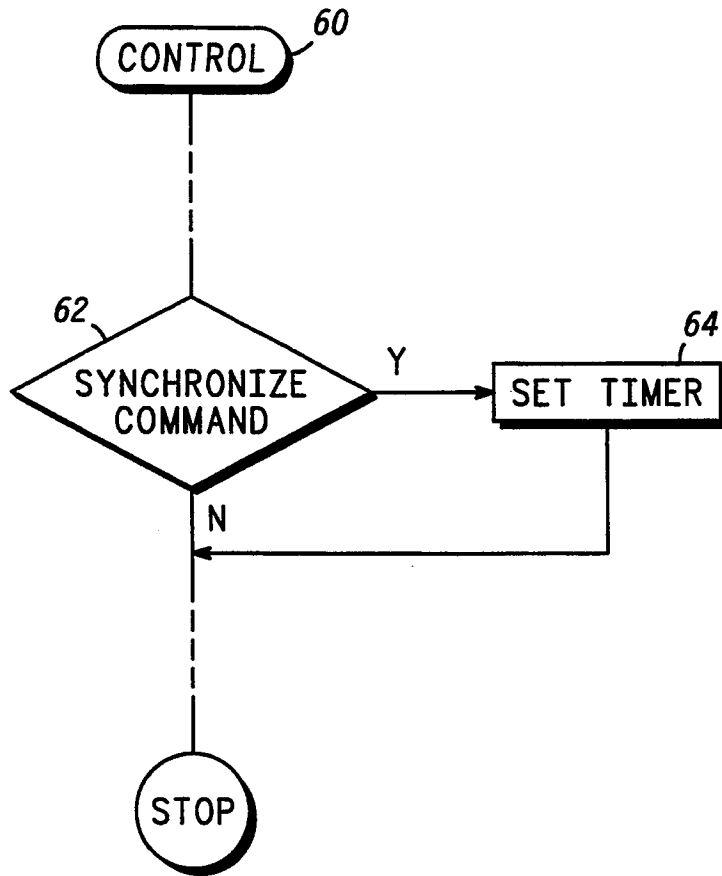 CONTROL
60
62
SYNCHRONIZE
COMMAND
Y
64
SET TIMER
N
STOP